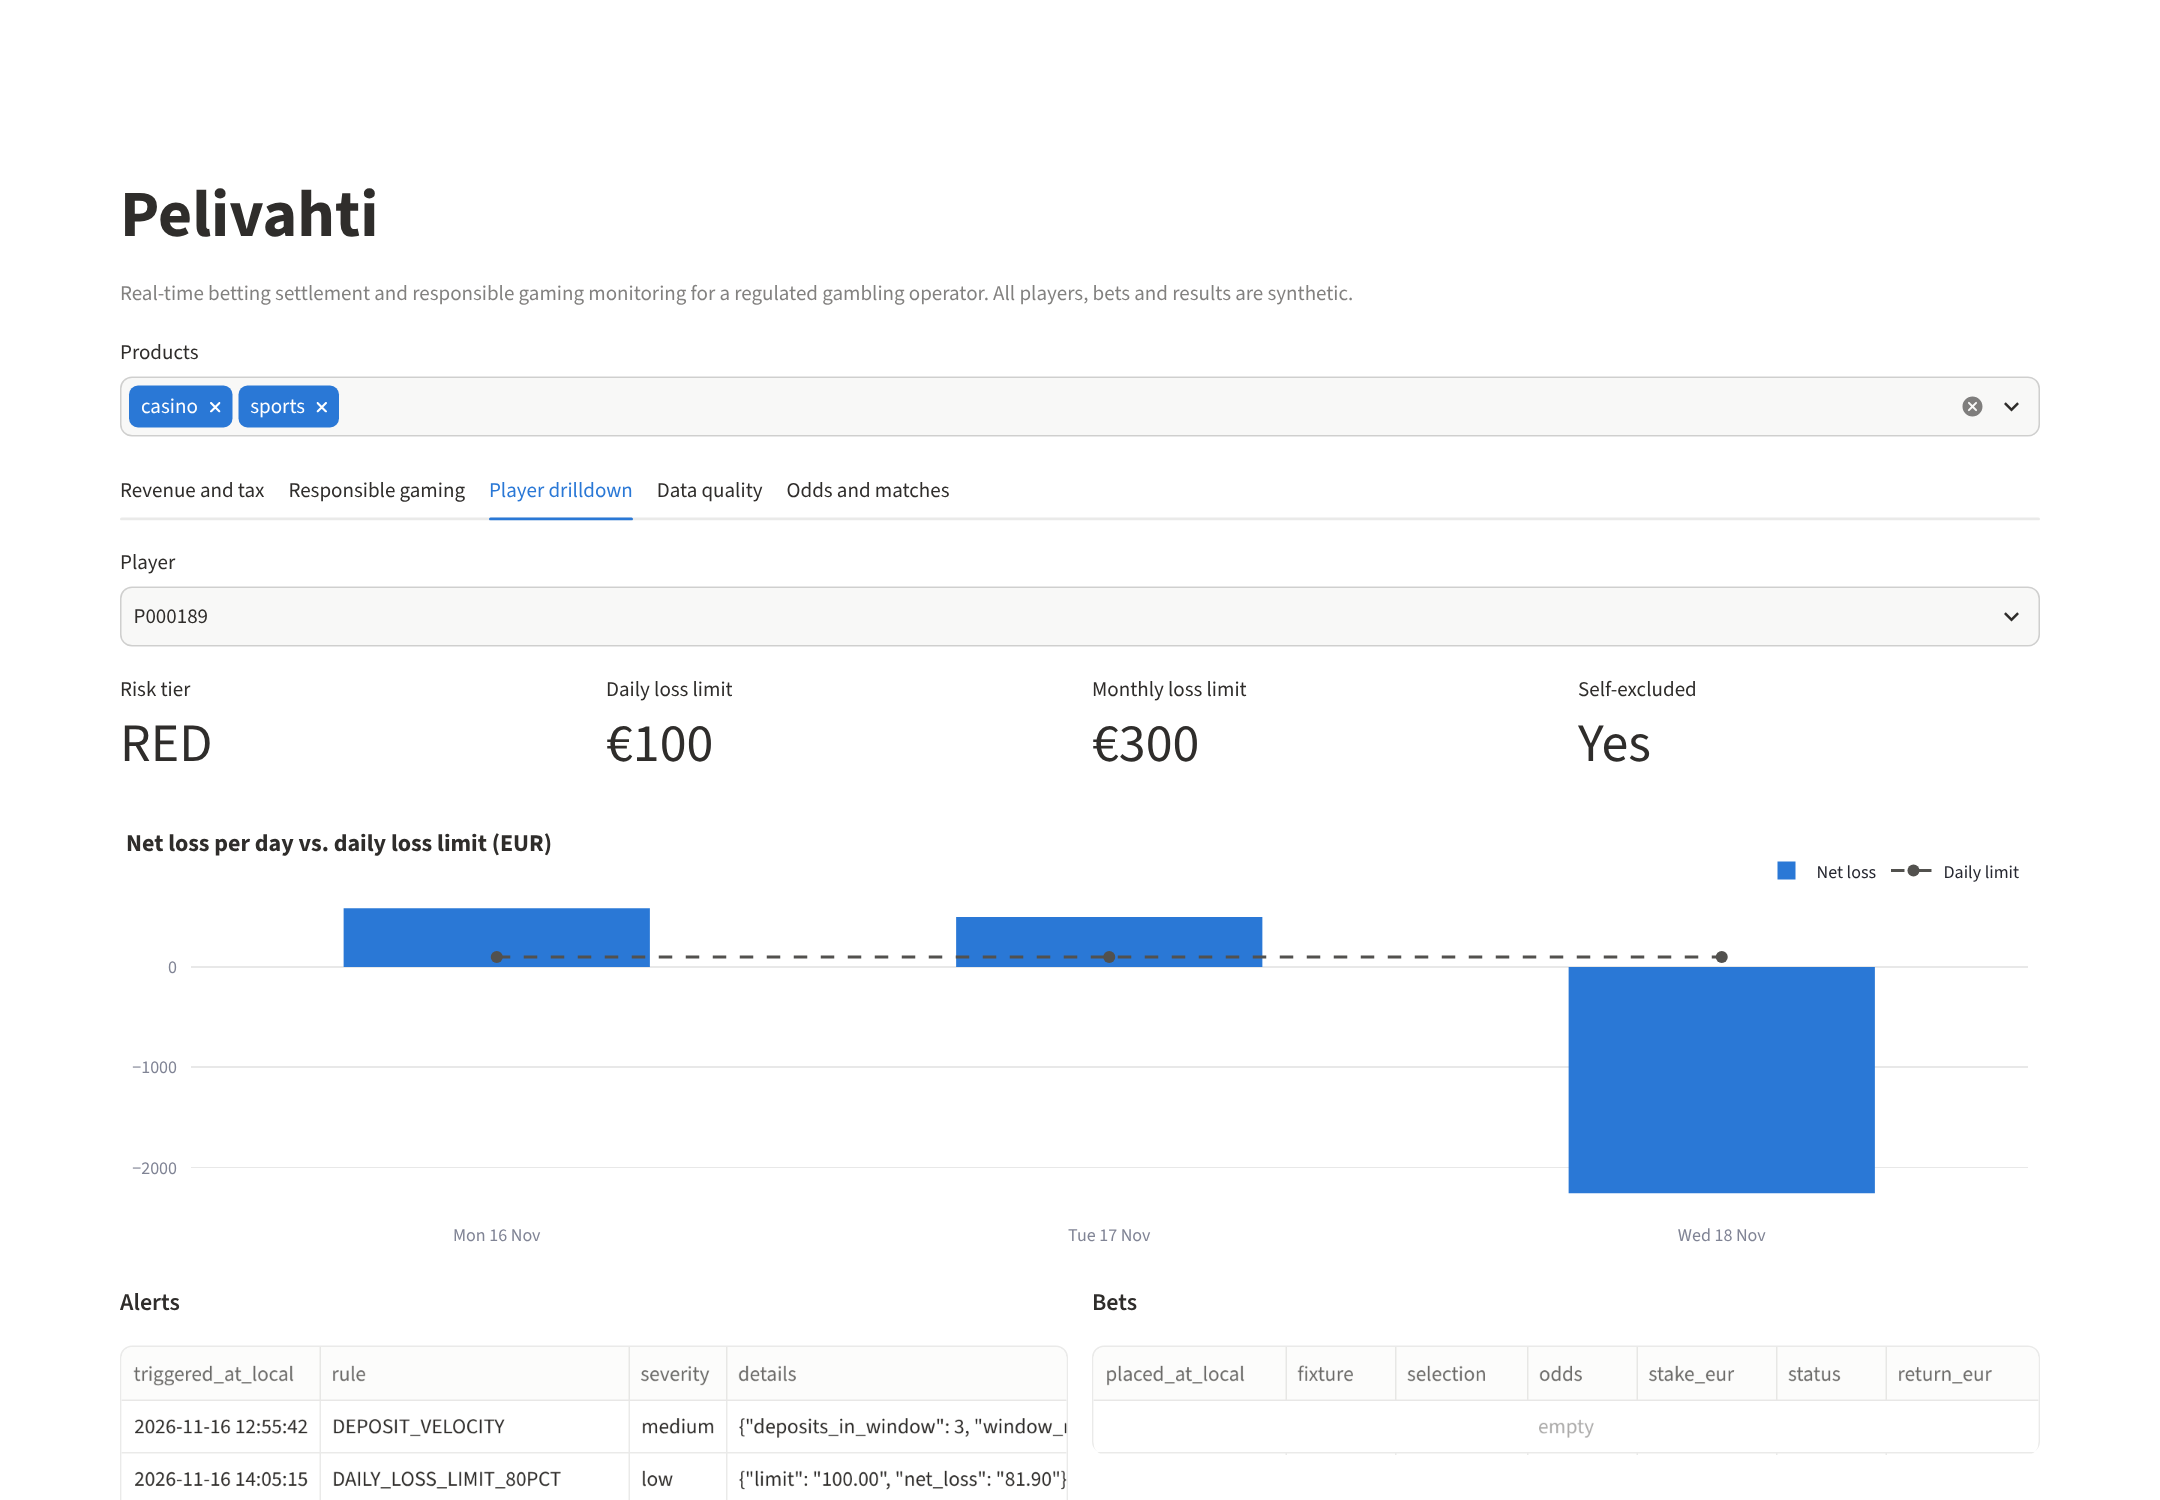 Pelivahti
Real-time betting settlement and responsible gaming monitoring for a regulated gambling operator. All players, bets and results are synthetic.
Products
casino sports
Revenue and tax Responsible gaming Player drilldown Data quality Odds and matches
Player
P000189
Risk tier Daily loss limit Monthly loss limit Self-excluded
RED €100 €300 Yes
Net loss per day vs. daily loss limit (EUR)
Net loss Daily limit
0
−1000
−2000
Mon 16 Nov Tue 17 Nov Wed 18 Nov
Alerts
triggered_at_local rule severity details
2026-11-16 12:55:42 DEPOSIT_VELOCITY medium {"deposits_in_window": 3, "window_
2026-11-16 14:05:15 DAILY_LOSS_LIMIT_80PCT low {"limit": "100.00", "net_loss": "81.90"}
Bets
placed_at_local fixture selection odds stake_eur status return_eur
empty